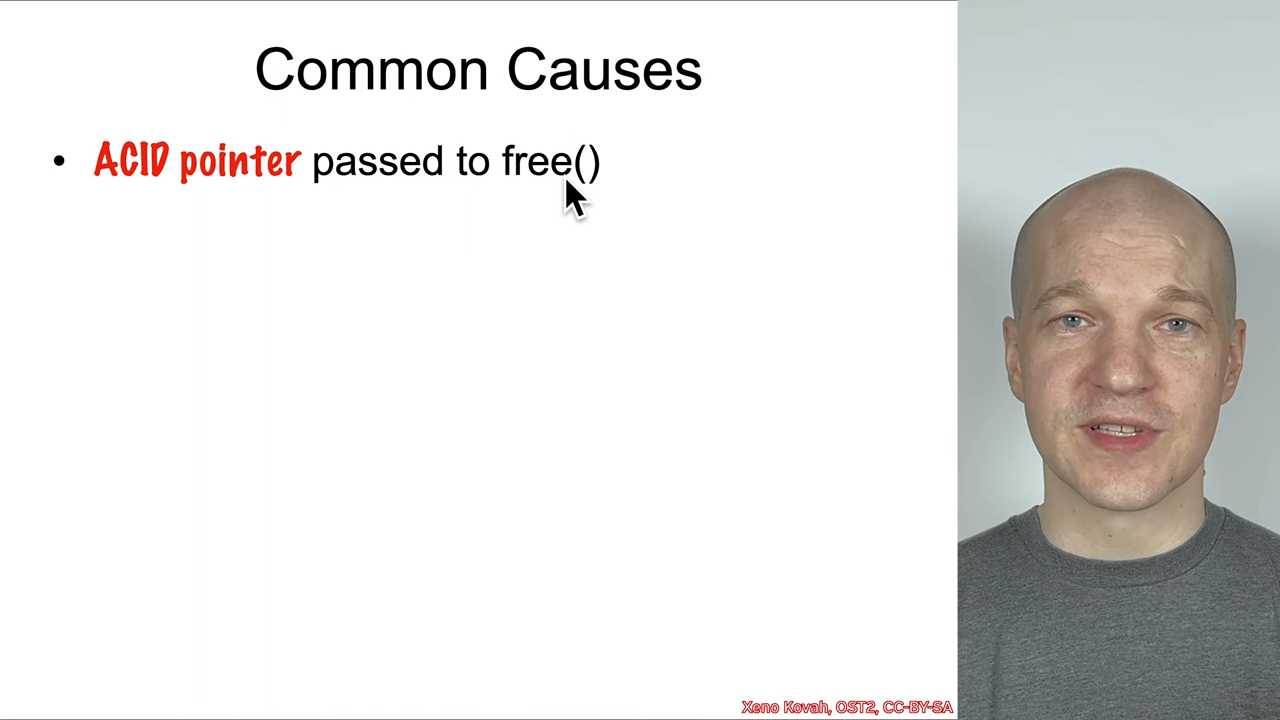 Common Causes
• ACID pointer passed to free()
Xeno Kovah, OST2, CC-BY-SA